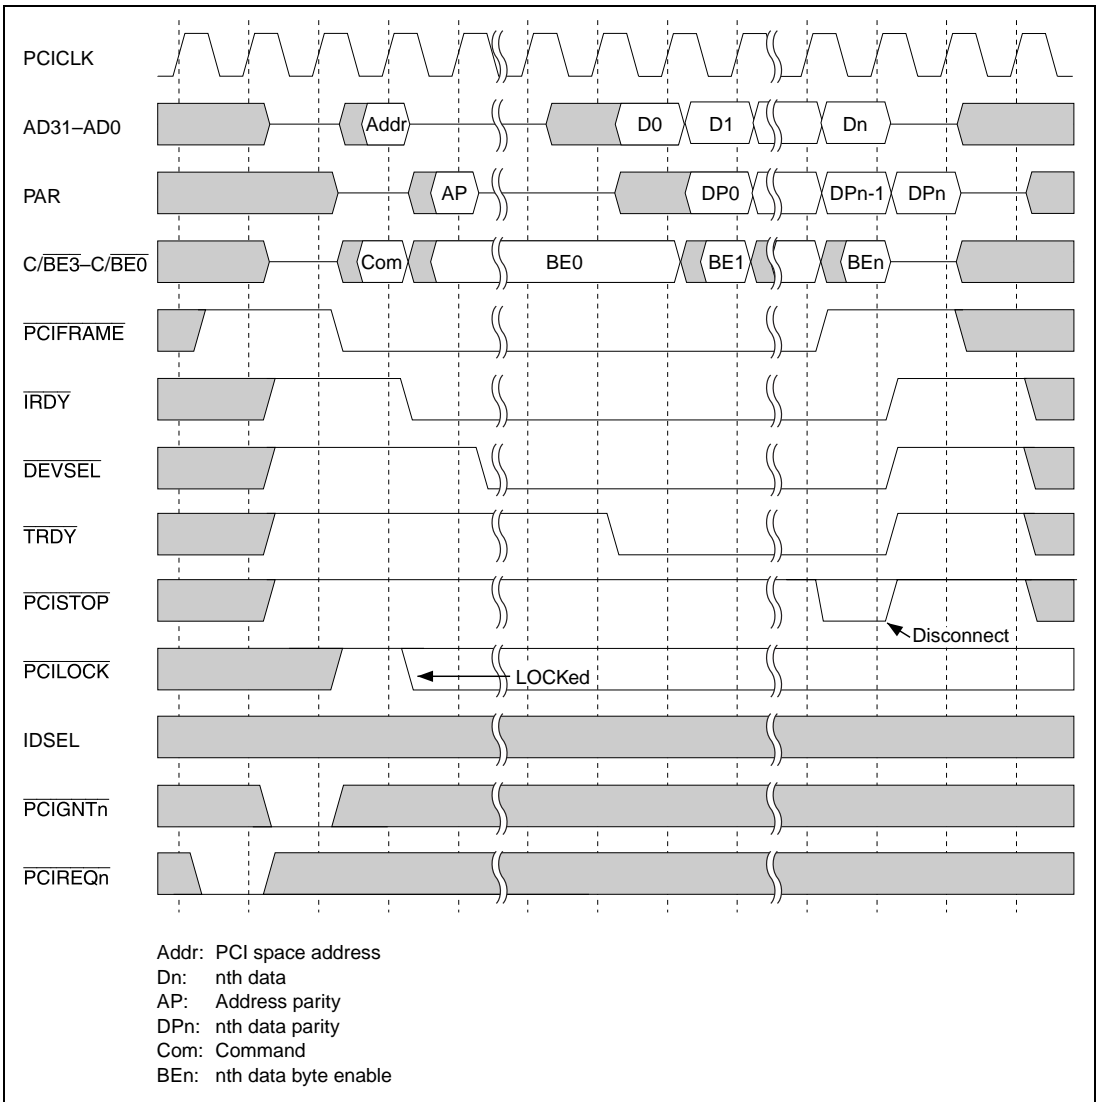 PCICLK
AD31–AD0 Addr D0 D1 Dn
PAR AP DP0 DPn-1 DPn
C/BE3–C/BE0 Com BE0 BE1 BEn
PCIFRAME
IRDY
DEVSEL
TRDY
PCISTOP
Disconnect
PCILOCK LOCKed
IDSEL
PCIGNTn
PCIREQn
Addr: PCI space address
Dn: nth data
AP: Address parity
DPn: nth data parity
Com: Command
BEn: nth data byte enable